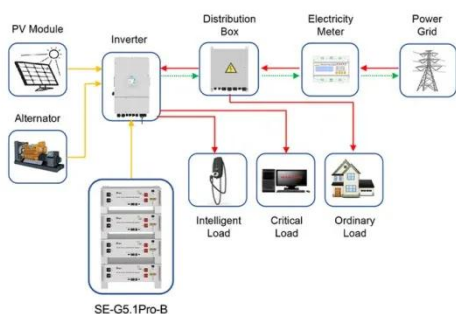 PV Module
Inverter
Distribution
Box
Electricity
Meter
Power
Grid
Alternator
Intelligent
Load
Critical
Load
Ordinary
Load
SE-G5.1Pro-B